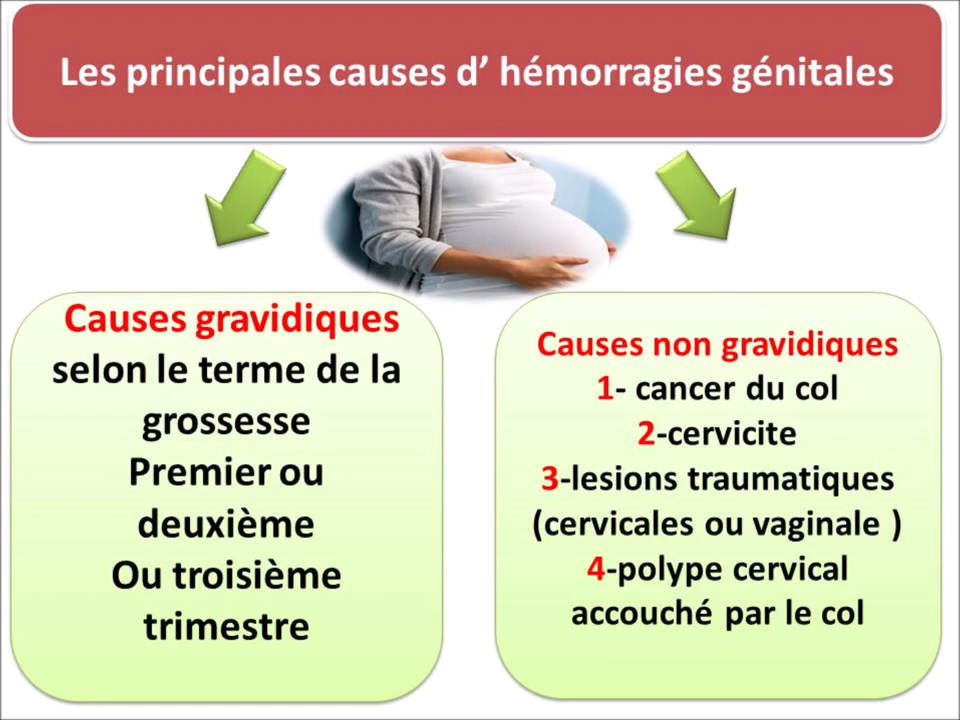 Les principales causes d’ hémorragies génitales
Causes gravidiques
selon le terme de la
grossesse
Premier ou
deuxième
Ou troisième
trimestre
Causes non gravidiques
1- cancer du col
2-cervicite
3-lesions traumatiques
(cervicales ou vaginale )
4-polype cervical
accouché par le col